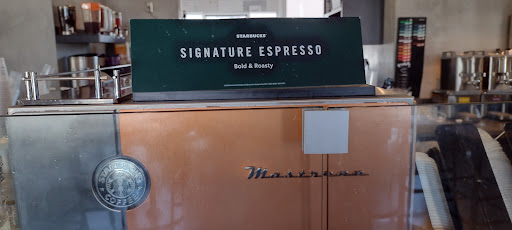 STARBUCKS
SIGNATURE ESPRESSO
Bold & Roasty
Mastrena
STARBUCKS
COFFEE